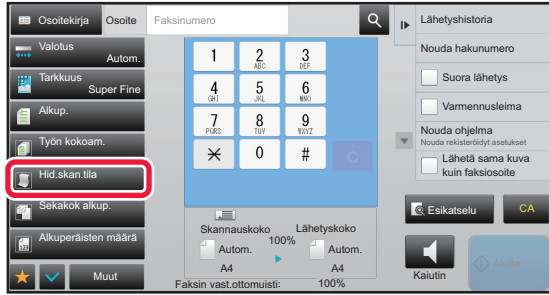 Osoitekirja
Osoite
Faksinumero
Lähetyshistoria
Valotus
Autom.
Nouda hakunumero
Tarkkuus
Super Fine
Suora lähetys
Alkup.
Varmennusleima
Työn kokoam.
Nouda ohjelma
Nouda rekisteröidyt asetukset
Hid.skan.tila
Lähetä sama kuva
kuin faksiosoite
Sekakok alkup.
Alkuperäisten määrä
Muut
1
2
ABC
3
DEF
4
GHI
5
JKL
6
MNO
7
PQRS
8
TUV
9
WXYZ
0
#
C
Skannauskoko
100%
Lähetyskoko
Autom.
Autom.
A4
A4
Faksin vast.ottomuisti:
100%
Esikatselu
CA
Kaiutin
Aloita